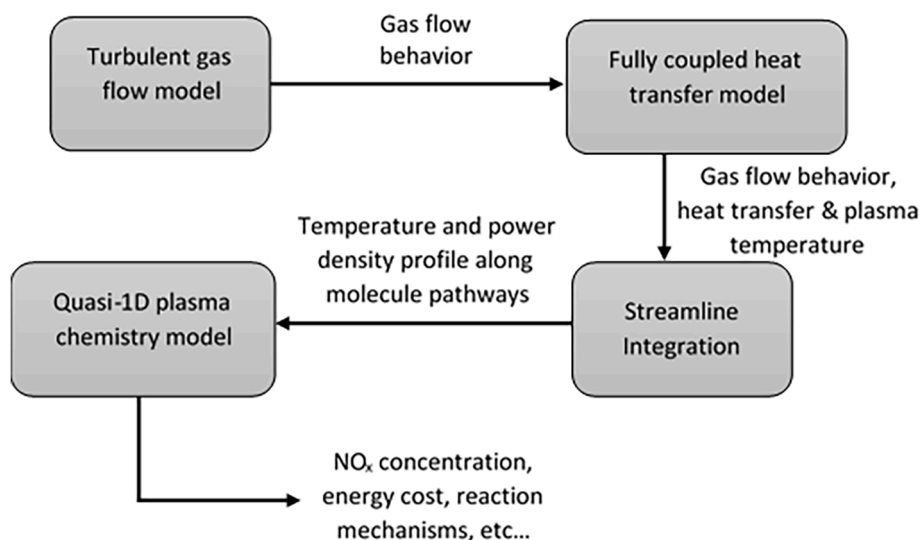 Turbulent gas
flow model
Gas flow
behavior
Fully coupled heat
transfer model
Gas flow behavior,
heat transfer & plasma
temperature
Streamline
Integration
Temperature and power
density profile along
molecule pathways
Quasi-1D plasma
chemistry model
NOₓ concentration,
energy cost, reaction
mechanisms, etc...